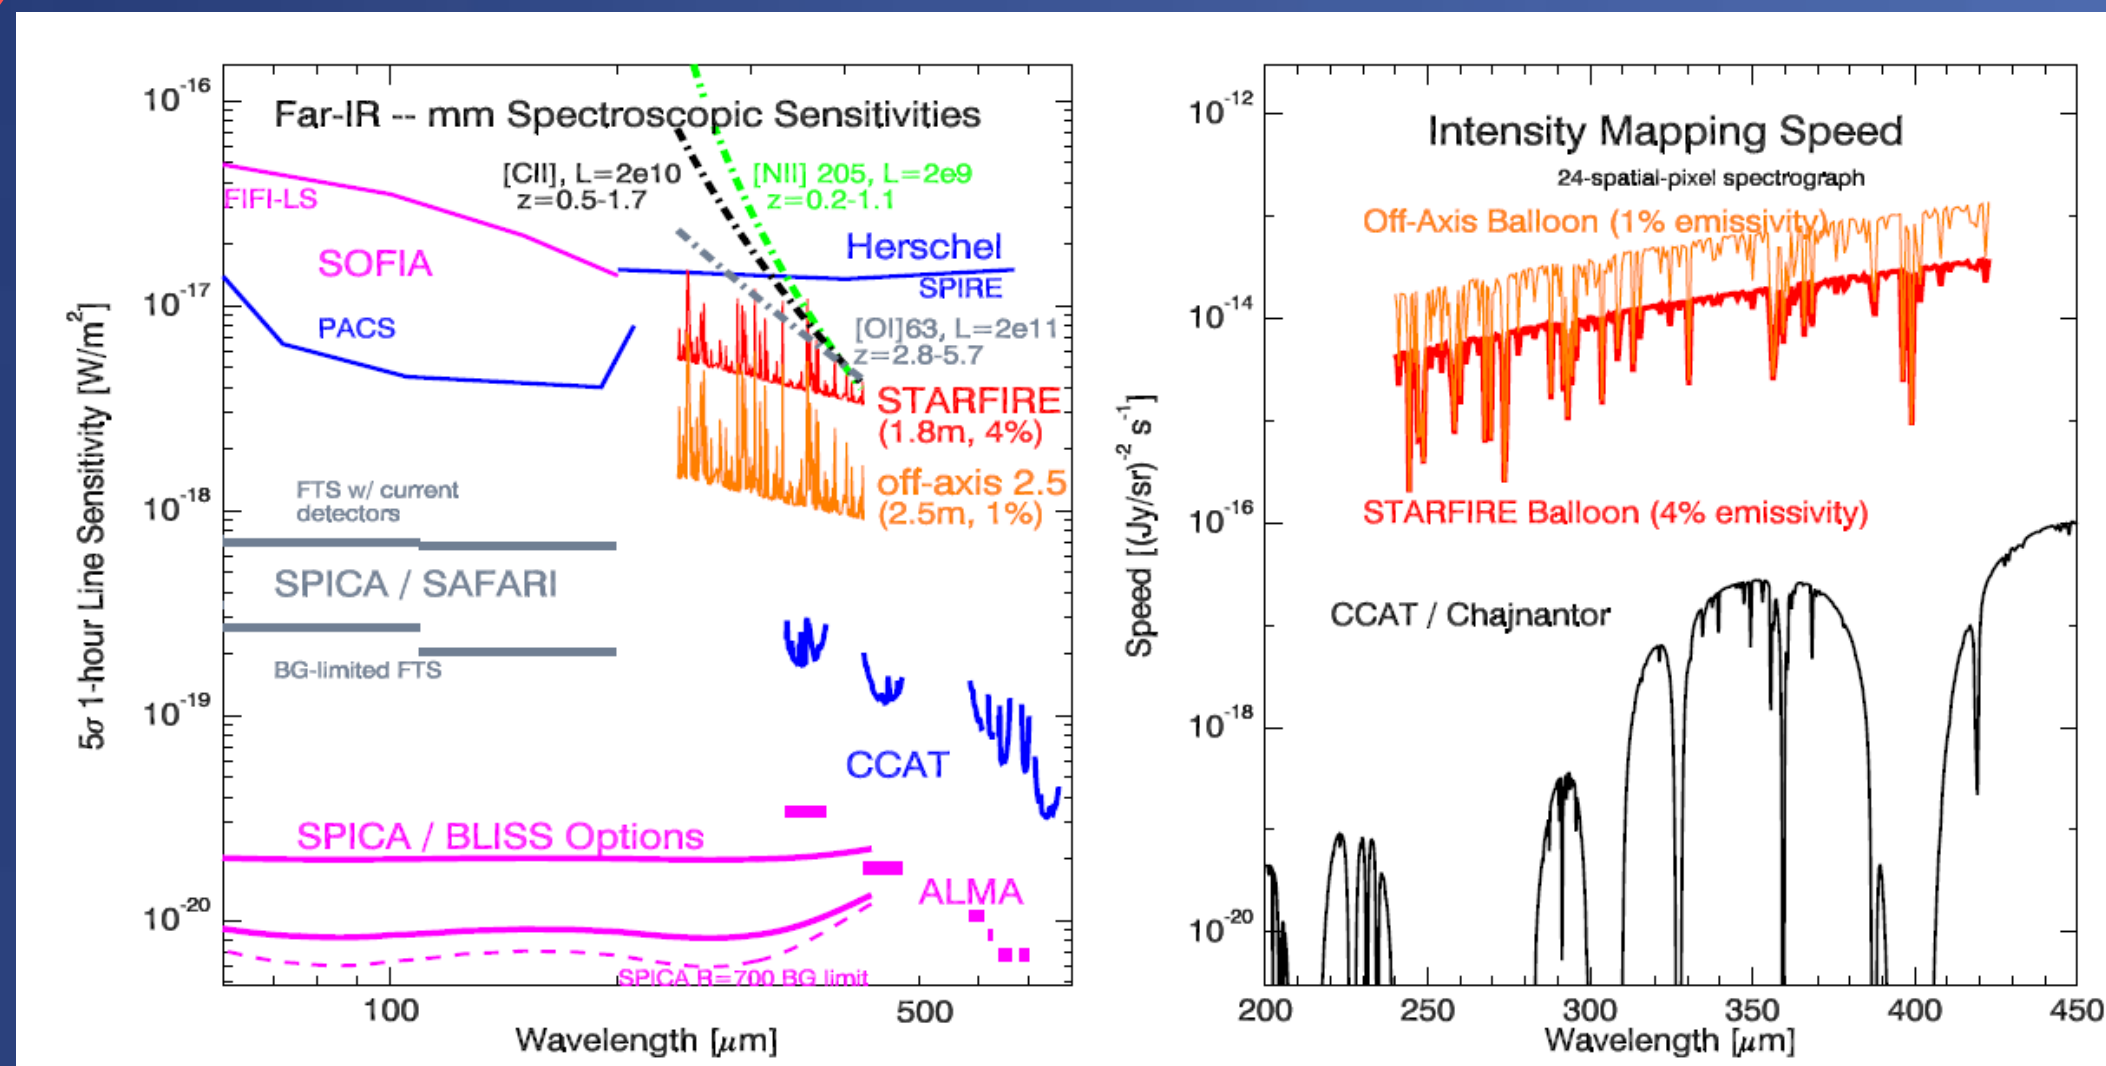 Far-IR -- mm Spectroscopic Sensitivities
[CII], L=2e10
z=0.5-1.7
[NII] 205, L=2e9
z=0.2-1.1
FIFI-LS
SOFIA
Herschel
SPIRE
PACS
[OI]63, L=2e11
z=2.8-5.7
STARFIRE
(1.8m, 4%)
off-axis 2.5
(2.5m, 1%)
FTS w/ current
detectors
SPICA / SAFARI
BG-limited FTS
CCAT
SPICA / BLISS Options
ALMA
SPICA R=700 BG limit
10-16
10-17
10-18
10-19
10-20
5σ 1-hour Line Sensitivity [W/m2]
100
500
Wavelength [μm]
Intensity Mapping Speed
24-spatial-pixel spectrograph
Off-Axis Balloon (1% emissivity)
STARFIRE Balloon (4% emissivity)
CCAT / Chajnantor
10-12
10-14
10-16
10-18
10-20
Speed [(Jy/sr)-2 s-1]
200
250
300
350
400
450
Wavelength [μm]